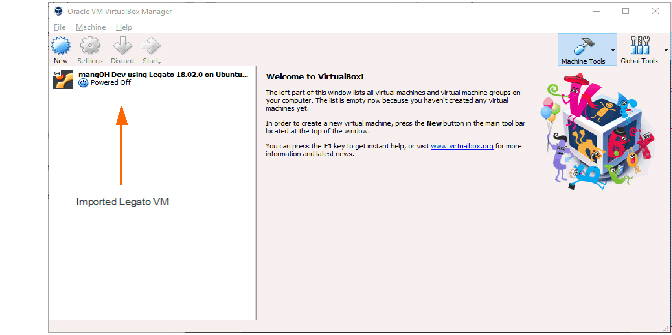 Oracle VM VirtualBox Manager
File Machine Help
New Settings Discard Start
Machine Tools Global Tools
mangOH Dev using Legato 18.02.0 on Ubuntu...
Powered Off
Imported Legato VM
Welcome to VirtualBox!
The left part of this window lists all virtual machines and virtual machine groups on
your computer. The list is empty now because you haven't created any virtual
machines yet.
In order to create a new virtual machine, press the New button in the main tool bar
located at the top of the window.
You can press the F1 key to get instant help, or visit www.virtualbox.org for more
information and latest news.